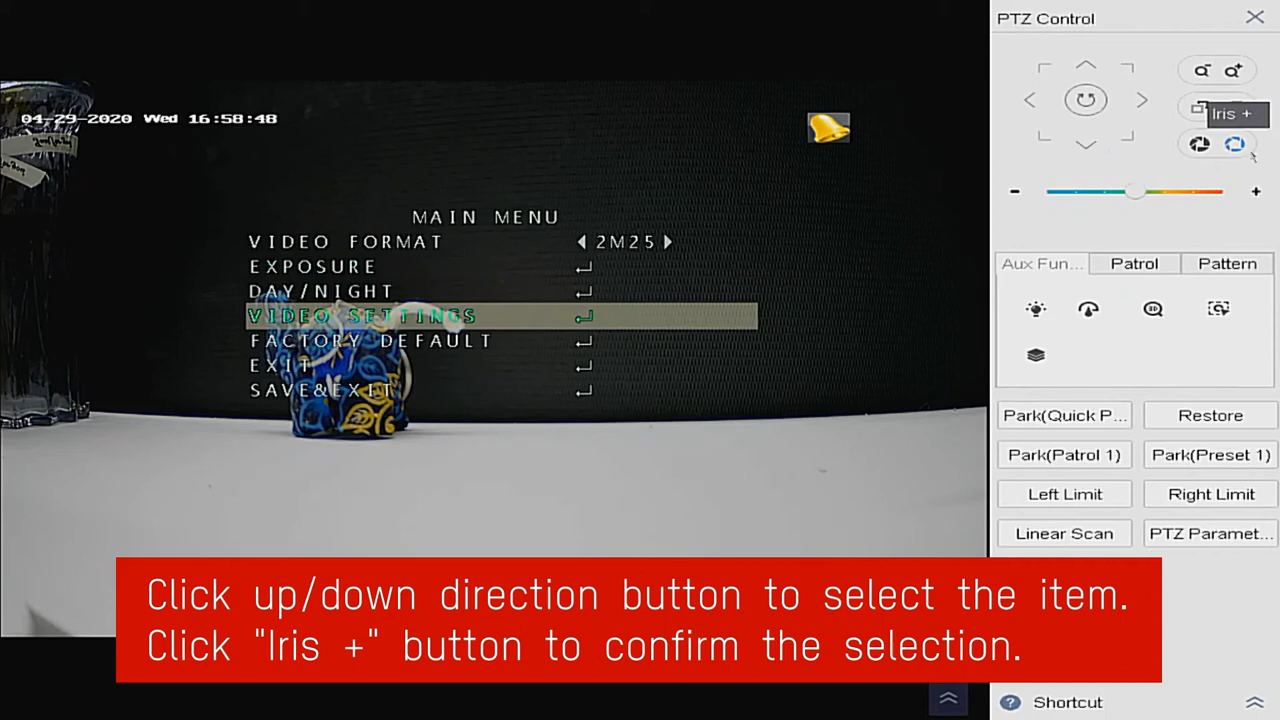 PTZ Control
04-29-2020 Wed 16:58:48
Iris +
MAIN MENU
VIDEO FORMAT 2M25
EXPOSURE
DAY/NIGHT
VIDEO SETTINGS
FACTORY DEFAULT
EXIT
SAVE&EXIT
- +
Aux Fun... Patrol Pattern
3D
Park(Quick P... Restore
Park(Patrol 1) Park(Preset 1)
Left Limit Right Limit
Linear Scan PTZ Paramet...
Click up/down direction button to select the item.
Click "Iris +" button to confirm the selection.
? Shortcut